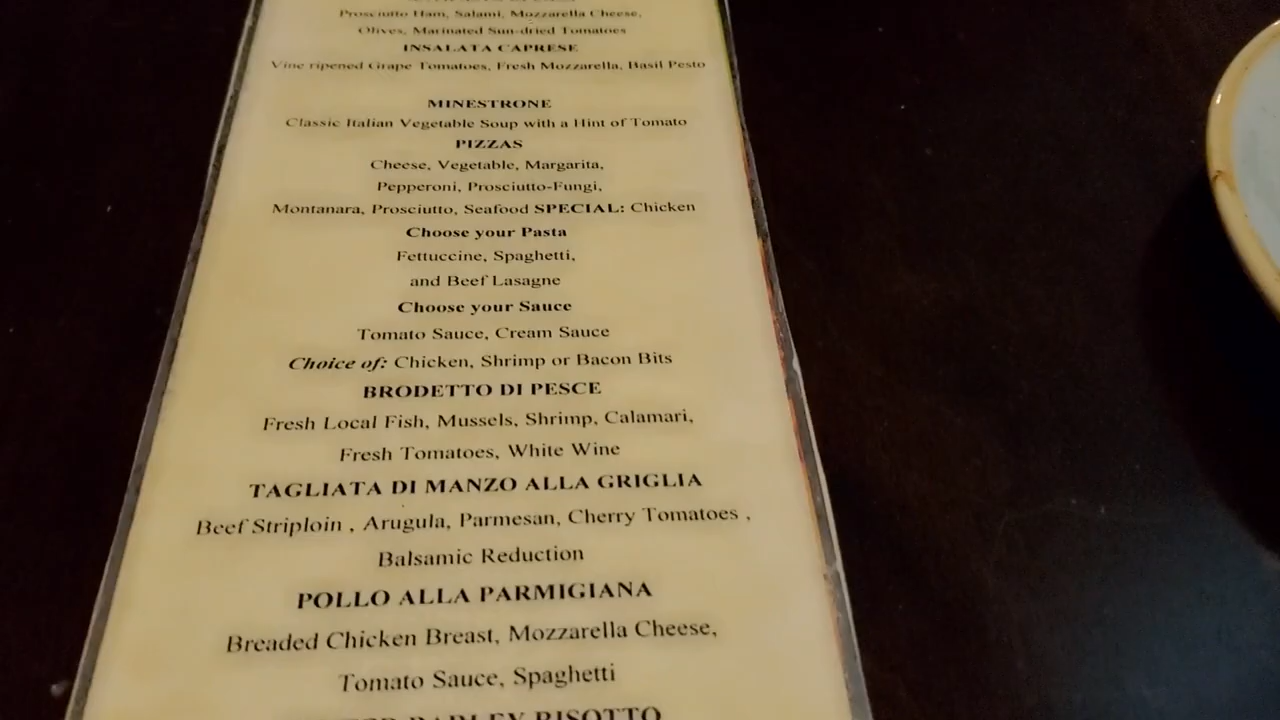 Prosciutto Ham, Salami, Mozzarella Cheese,
Olives, Marinated Sun-dried Tomatoes
INSALATA CAPRESE
Vine ripened Grape Tomatoes, Fresh Mozzarella, Basil Pesto
MINESTRONE
Classic Italian Vegetable Soup with a Hint of Tomato
PIZZAS
Cheese, Vegetable, Margarita,
Pepperoni, Prosciutto-Fungi,
Montanara, Prosciutto, Seafood SPECIAL: Chicken
Choose your Pasta
Fettuccine, Spaghetti,
and Beef Lasagne
Choose your Sauce
Tomato Sauce, Cream Sauce
Choice of: Chicken, Shrimp or Bacon Bits
BRODETTO DI PESCE
Fresh Local Fish, Mussels, Shrimp, Calamari,
Fresh Tomatoes, White Wine
TAGLIATA DI MANZO ALLA GRIGLIA
Beef Striploin , Arugula, Parmesan, Cherry Tomatoes ,
Balsamic Reduction
POLLO ALLA PARMIGIANA
Breaded Chicken Breast, Mozzarella Cheese,
Tomato Sauce, Spaghetti
BARLEY RISOTTO